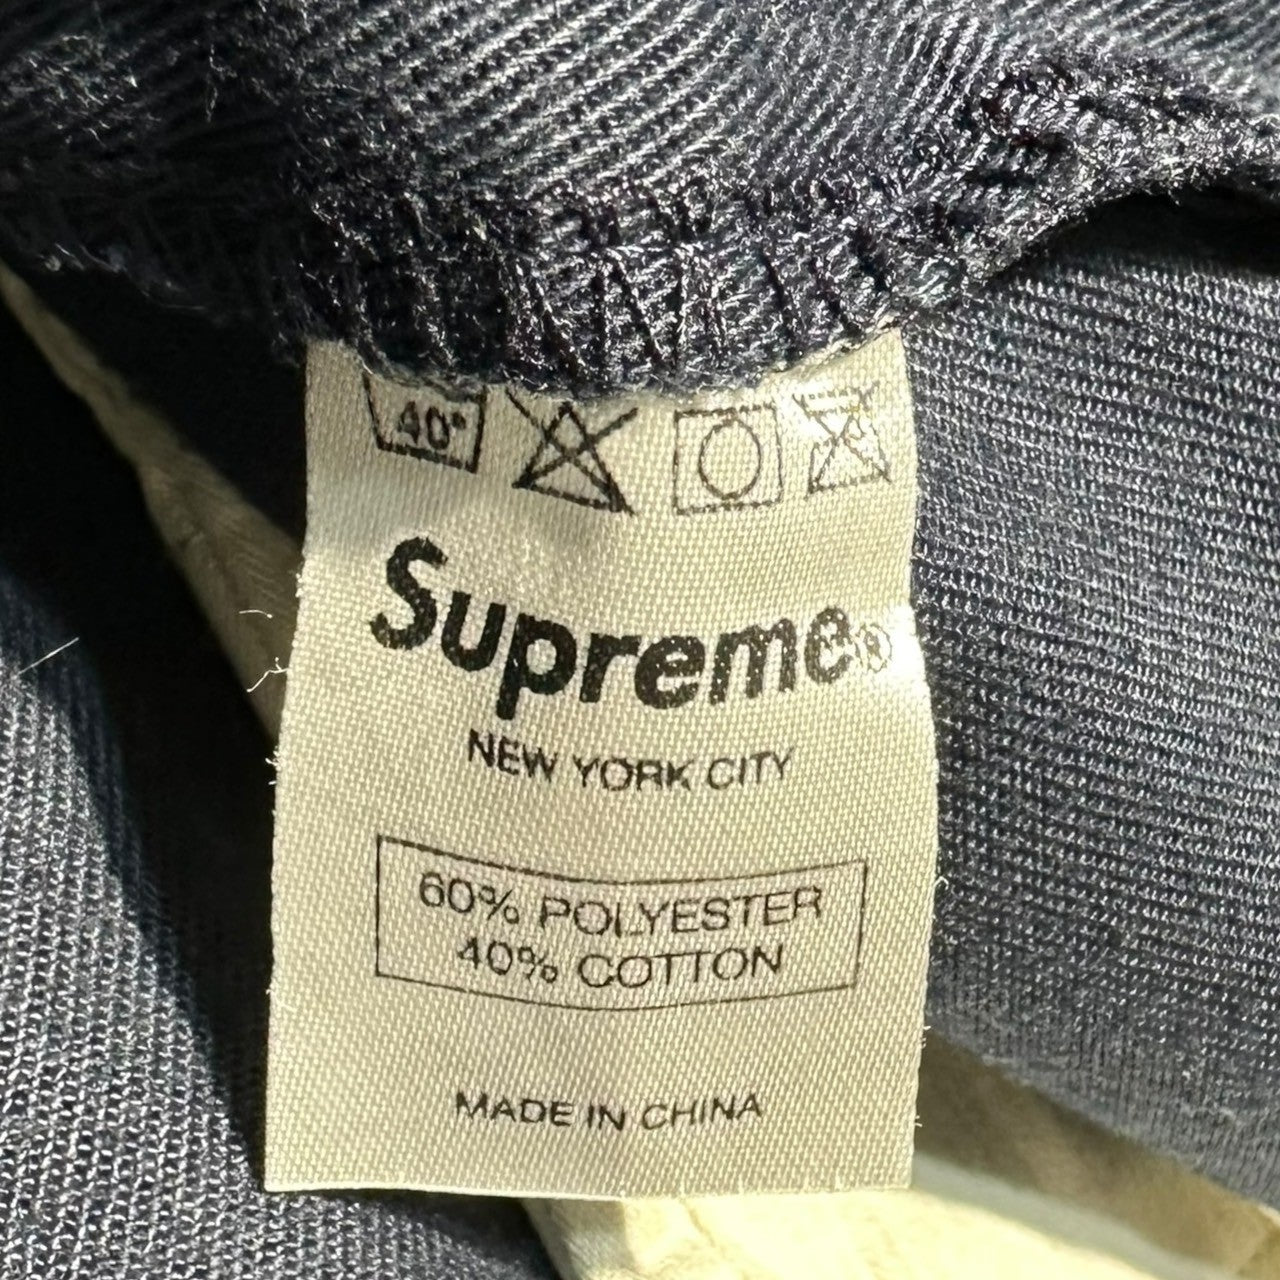 40°
Supreme®
NEW YORK CITY
60% POLYESTER
40% COTTON
MADE IN CHINA